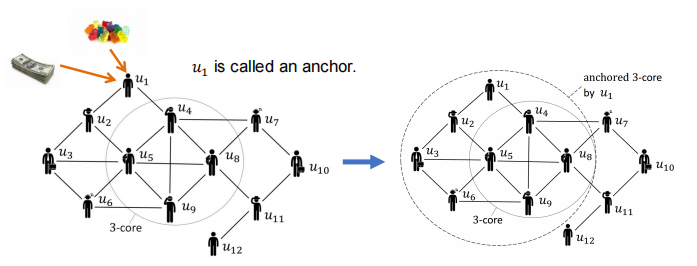 u₁ is called an anchor.
u₁
u₂
u₄
u₇
u₃
u₅
u₈
u₁₀
u₆
u₉
u₁₁
3-core
u₁₂
anchored 3-core
by u₁
u₁
u₂
u₄
u₇
u₃
u₅
u₈
u₁₀
u₆
u₉
u₁₁
3-core
u₁₂